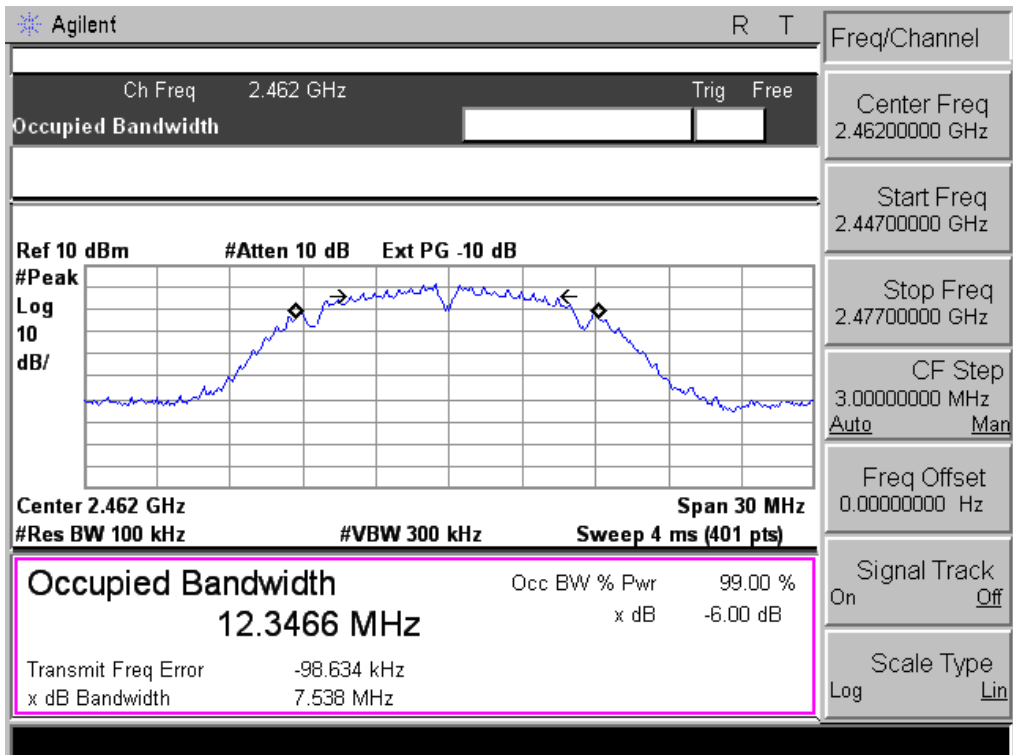 Agilent R T
Ch Freq 2.462 GHz Trig Free
Occupied Bandwidth
Ref 10 dBm #Atten 10 dB Ext PG -10 dB
#Peak
Log
10
dB/
Center 2.462 GHz Span 30 MHz
#Res BW 100 kHz #VBW 300 kHz Sweep 4 ms (401 pts)
Occupied Bandwidth Occ BW % Pwr 99.00 %
12.3466 MHz x dB -6.00 dB
Transmit Freq Error -98.634 kHz
x dB Bandwidth 7.538 MHz
Freq/Channel
Center Freq
2.46200000 GHz
Start Freq
2.44700000 GHz
Stop Freq
2.47700000 GHz
CF Step
3.00000000 MHz
Auto Man
Freq Offset
0.00000000 Hz
Signal Track
On Off
Scale Type
Log Lin